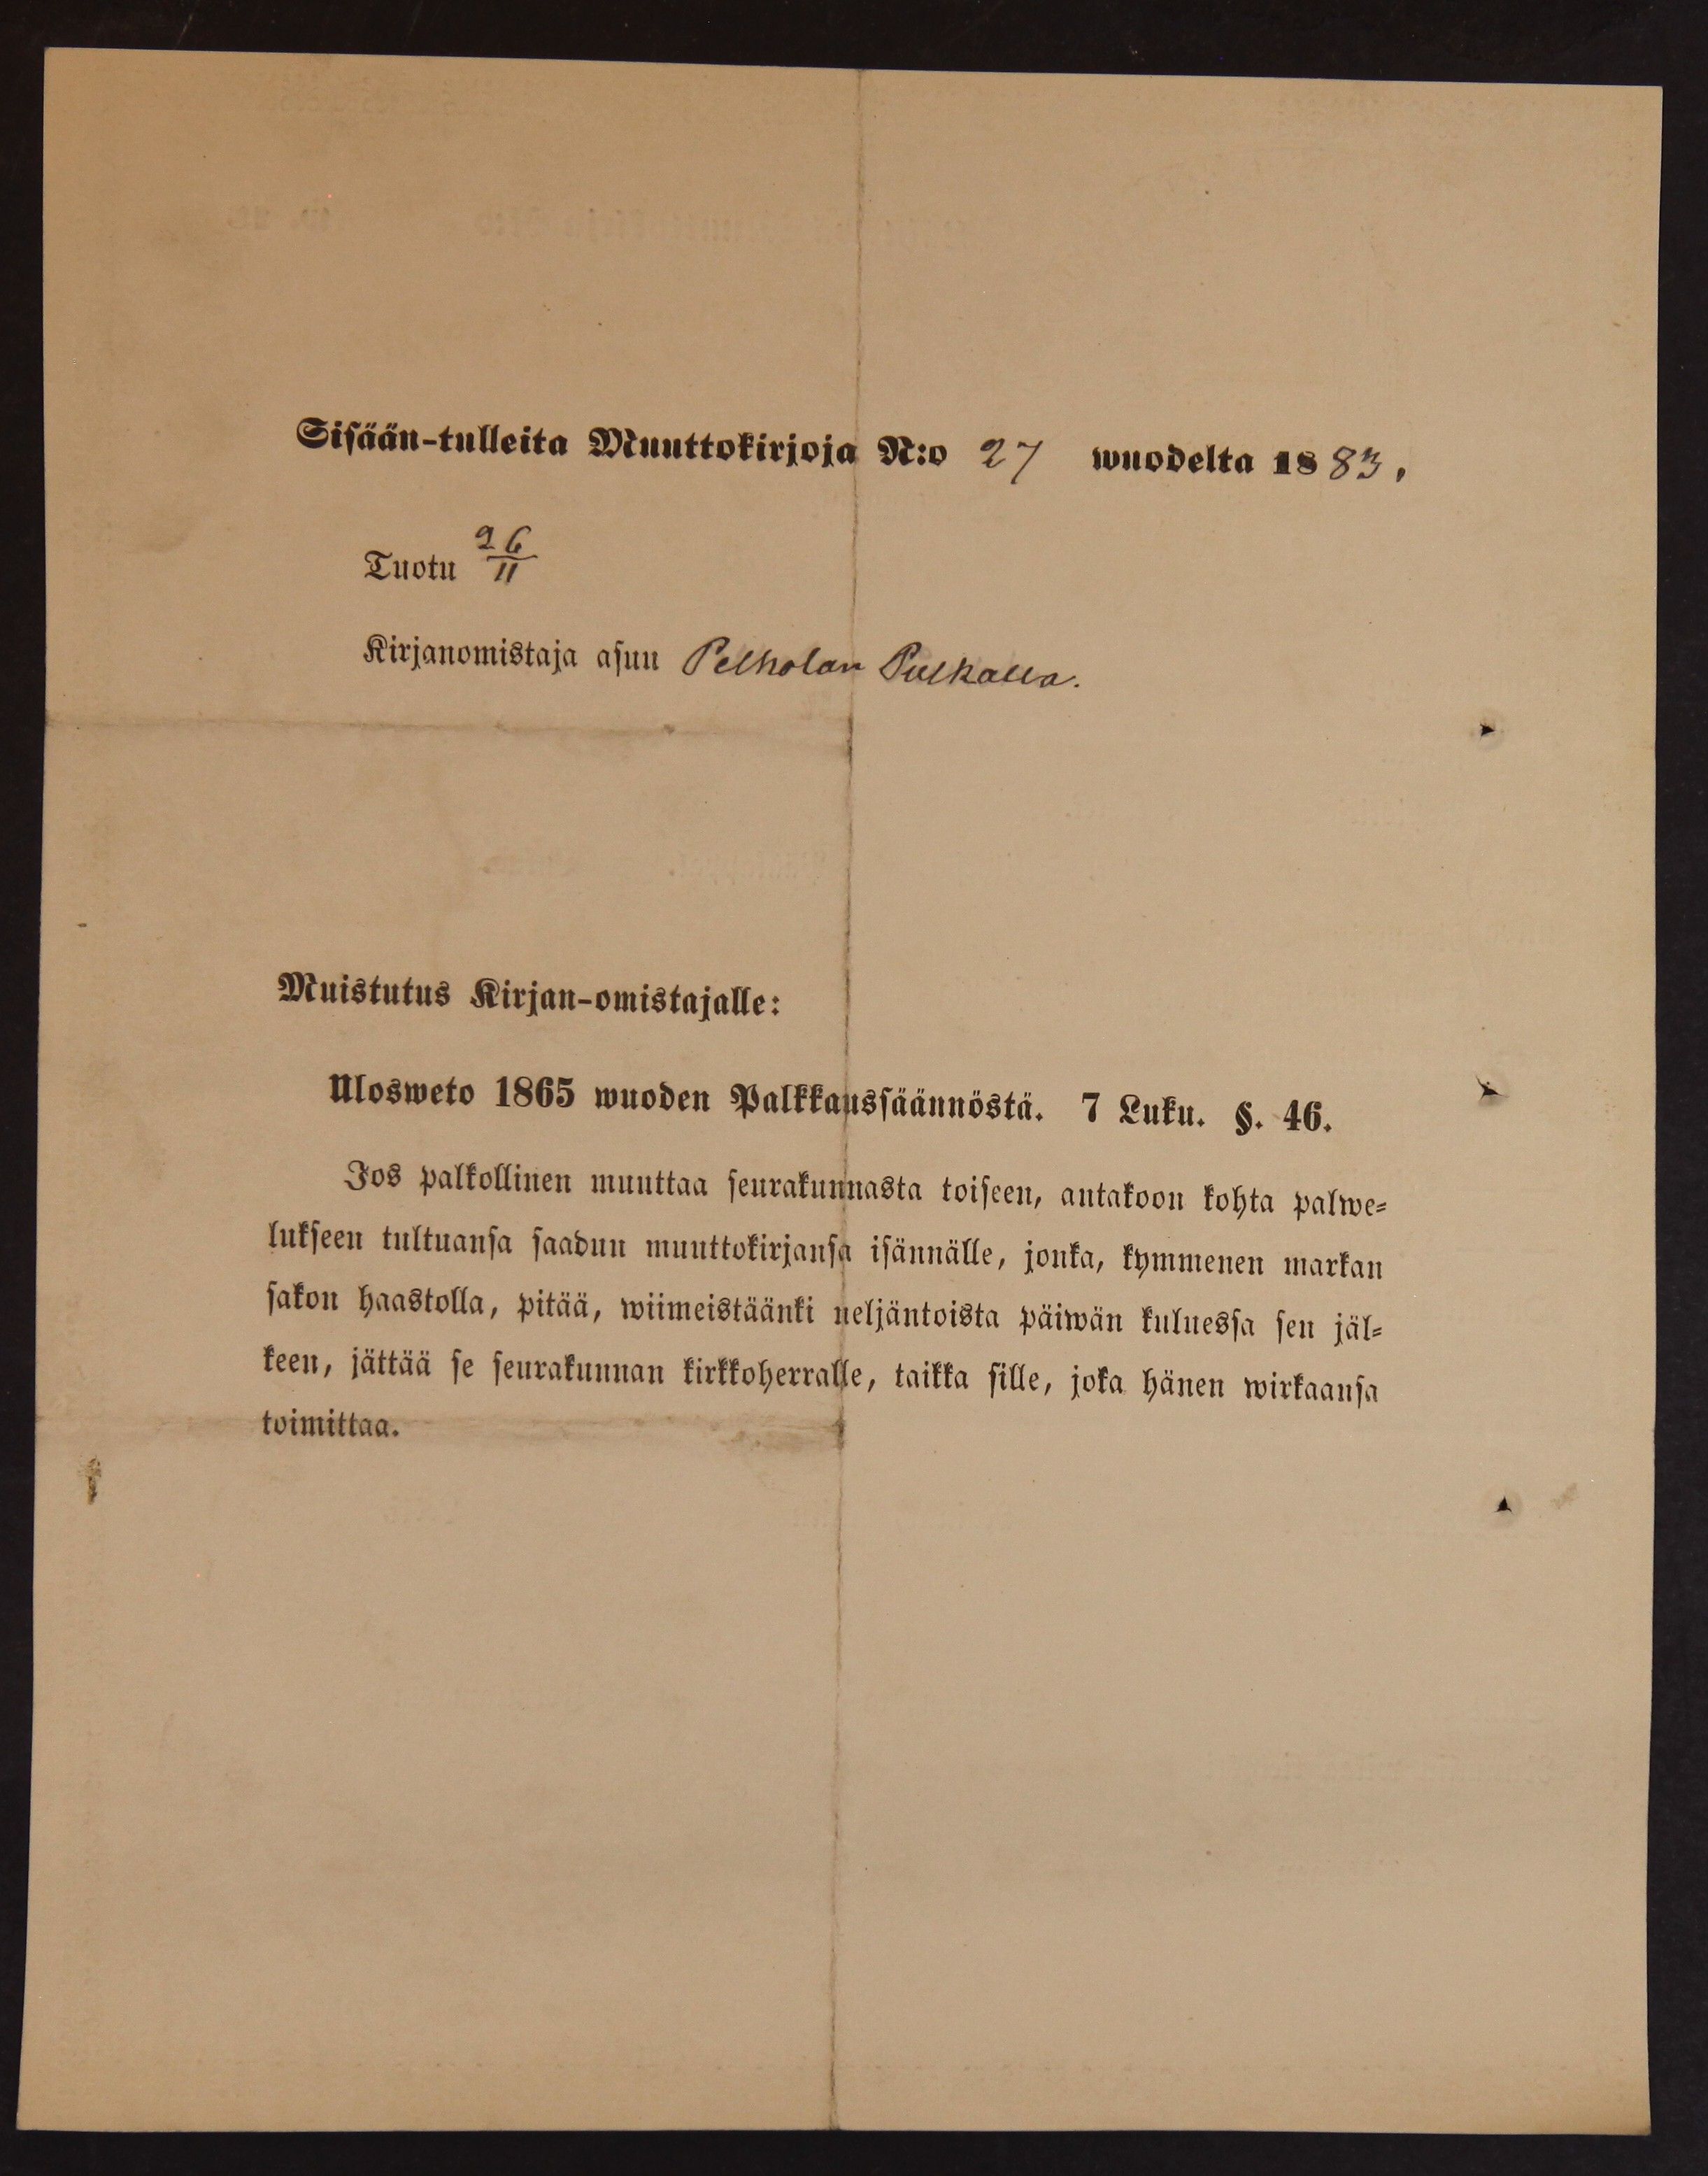 Sisään-tulleita Muuttokirjoja N:o 27 wuodelta 1883.
Tuotu 26/11
Kirjanomistaja asuu Pelholan
Muistutus Kirjan-omistajalle:
Ulosweto 1865 wuoden Palkkaussäännöstä. 7 Luku. §. 46.
Jos palkollinen muuttaa seurakunnasta toiseen, antakoon kohta palwe-
lukseen tultuansa saadun muuttokirjansa isännälle, jonka, kymmenen markan
sakon haastolla, pitää, wiimeistäänki neljäntoista päiwän kuluessa sen jäl-
keen, jättää se seurakunnan kirkkoherralle, taikka sille, joka hänen wirkaansa
toimittaa.